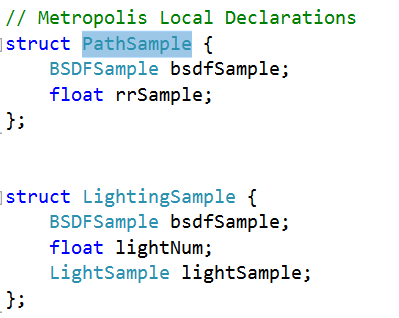 // Metropolis Local Declarations
struct PathSample {
BSDFSample bsdfSample;
float rrSample;
};
struct LightingSample {
BSDFSample bsdfSample;
float lightNum;
LightSample lightSample;
};